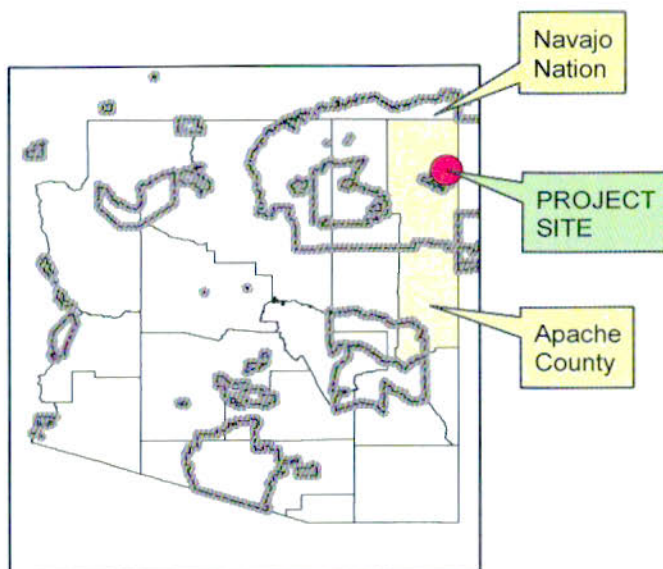 Navajo
Nation
PROJECT
SITE
Apache
County